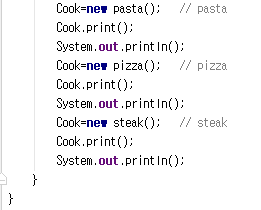 Cook=new pasta();   // pasta
Cook.print();
System.out.println();
Cook=new pizza();   // pizza
Cook.print();
System.out.println();
Cook=new steak();   // steak
Cook.print();
System.out.println();
}
}